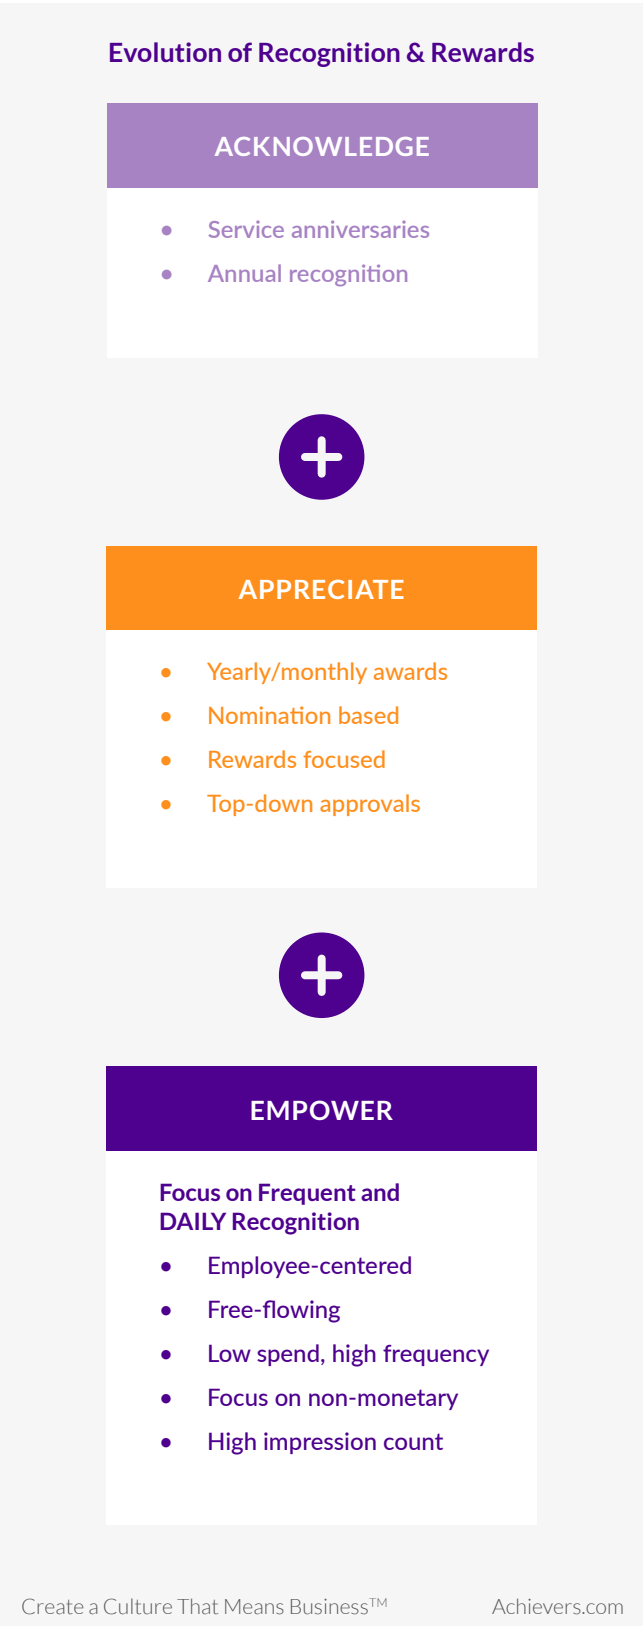 Evolution of Recognition & Rewards
ACKNOWLEDGE
• Service anniversaries
• Annual recognition
+
APPRECIATE
• Yearly/monthly awards
• Nomination based
• Rewards focused
• Top-down approvals
+
EMPOWER
Focus on Frequent and
DAILY Recognition
• Employee-centered
• Free-flowing
• Low spend, high frequency
• Focus on non-monetary
• High impression count
Create a Culture That Means Business™ Achievers.com